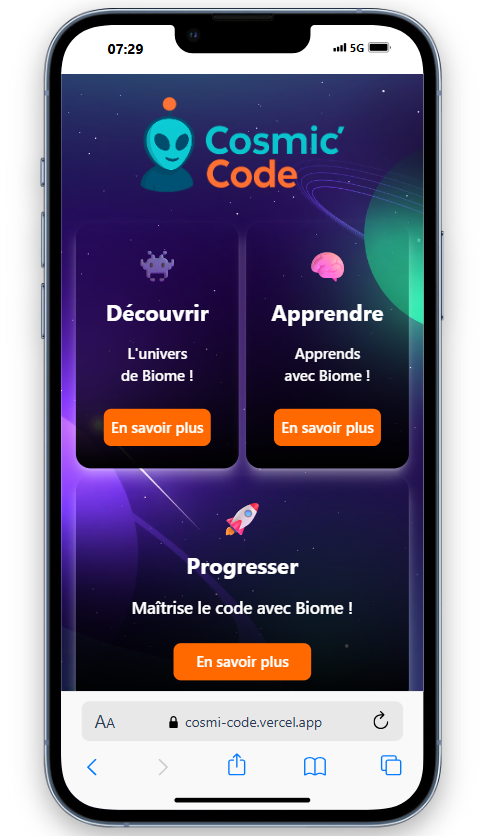 07:29
5G
Cosmic'
Code
Découvrir
L'univers
de Biome !
En savoir plus
Apprendre
Apprends
avec Biome !
En savoir plus
Progresser
Maîtrise le code avec Biome !
En savoir plus
AA
cosmi-code.vercel.app